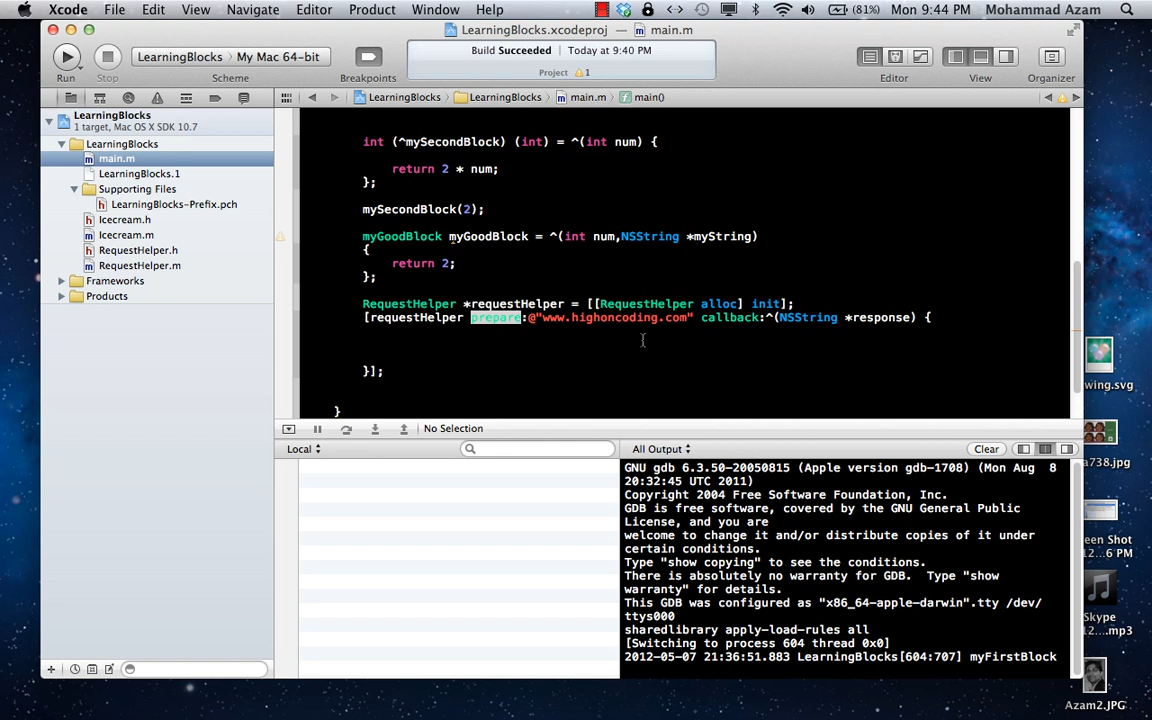 Xcode File Edit View Navigate Editor Product Window Help (81%) Mon 9:44 PM Mohammad Azam
LearningBlocks.xcodeproj — main.m
LearningBlocks My Mac 64-bit
Build Succeeded Today at 9:40 PM
Project 1
Run Stop Scheme Breakpoints Editor View Organizer
LearningBlocks LearningBlocks main.m main()
LearningBlocks
1 target, Mac OS X SDK 10.7
LearningBlocks
main.m
LearningBlocks.1
Supporting Files
LearningBlocks-Prefix.pch
Icecream.h
Icecream.m
RequestHelper.h
RequestHelper.m
Frameworks
Products
int (^mySecondBlock) (int) = ^(int num) {
return 2 * num;
};
mySecondBlock(2);
myGoodBlock myGoodBlock = ^(int num,NSString *myString)
{
return 2;
};
RequestHelper *requestHelper = [[RequestHelper alloc] init];
[requestHelper prepare:@"www.highoncoding.com" callback:^(NSString *response) {
}];
}
No Selection
Local
All Output Clear
GNU gdb 6.3.50-20050815 (Apple version gdb-1708) (Mon Aug 8
20:32:45 UTC 2011)
Copyright 2004 Free Software Foundation, Inc.
GDB is free software, covered by the GNU General Public
License, and you are
welcome to change it and/or distribute copies of it under
certain conditions.
Type "show copying" to see the conditions.
There is absolutely no warranty for GDB. Type "show
warranty" for details.
This GDB was configured as "x86_64-apple-darwin".tty /dev/
ttys000
sharedlibrary apply-load-rules all
[Switching to process 604 thread 0x0]
2012-05-07 21:36:51.883 LearningBlocks[604:707] myFirstBlock
wing.svg
a738.jpg
een Shot
12...6 PM
Skype
12....mp3
Azam2.JPG